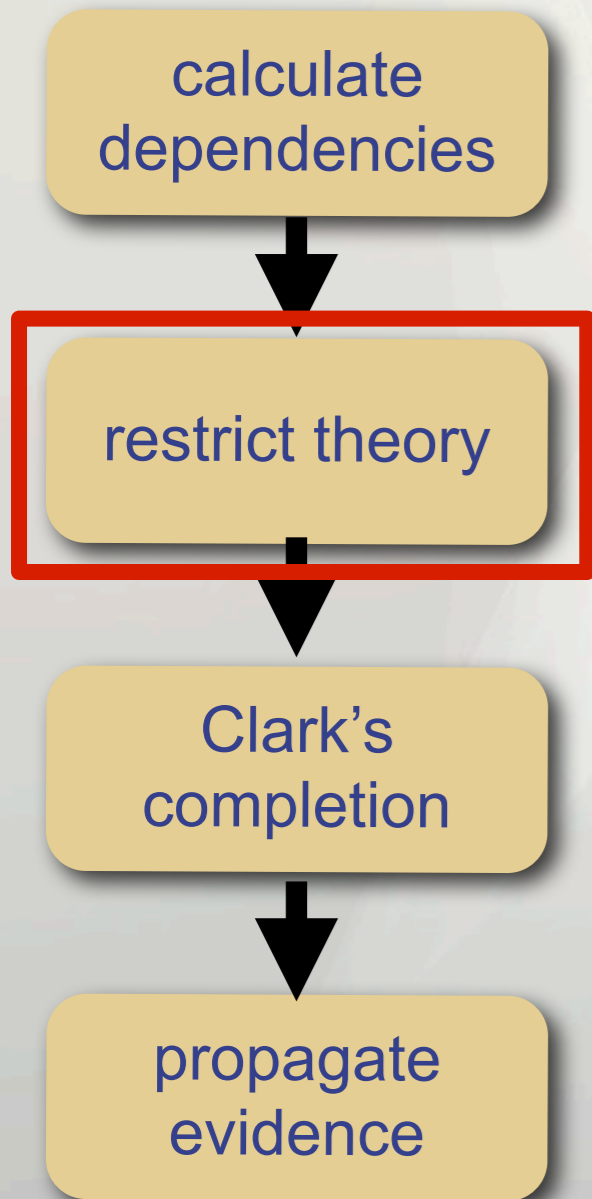 calculate
dependencies
restrict theory
Clark’s
completion
propagate
evidence